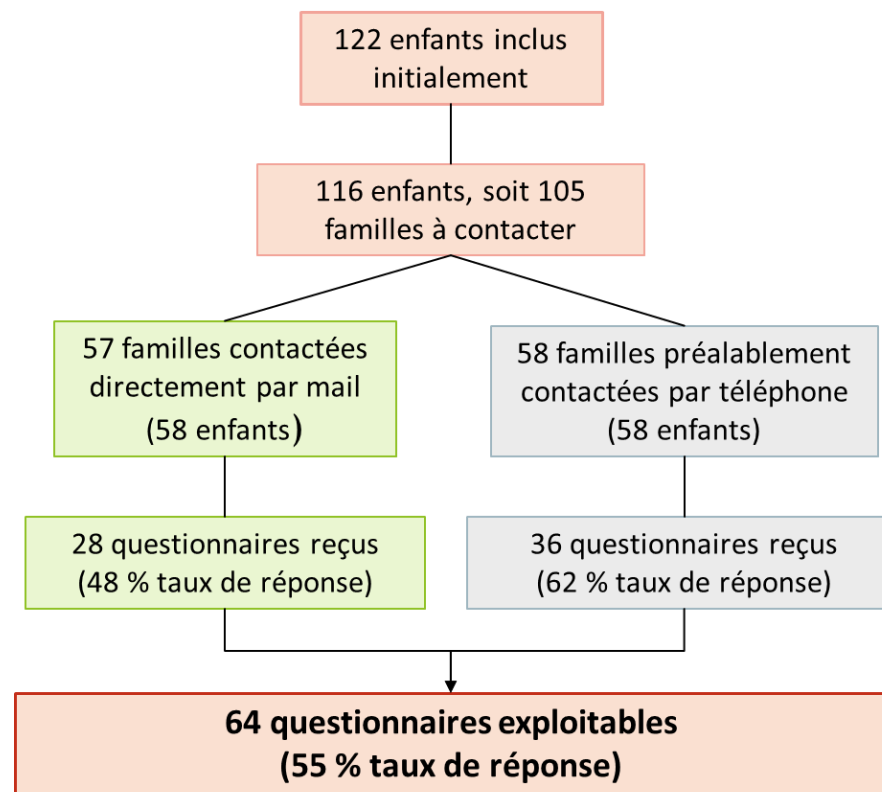 122 enfants inclus
initialement
116 enfants, soit 105
familles à contacter
57 familles contactées
directement par mail
(58 enfants)
58 familles préalablement
contactées par téléphone
(58 enfants)
28 questionnaires reçus
(48 % taux de réponse)
36 questionnaires reçus
(62 % taux de réponse)
64 questionnaires exploitables
(55 % taux de réponse)